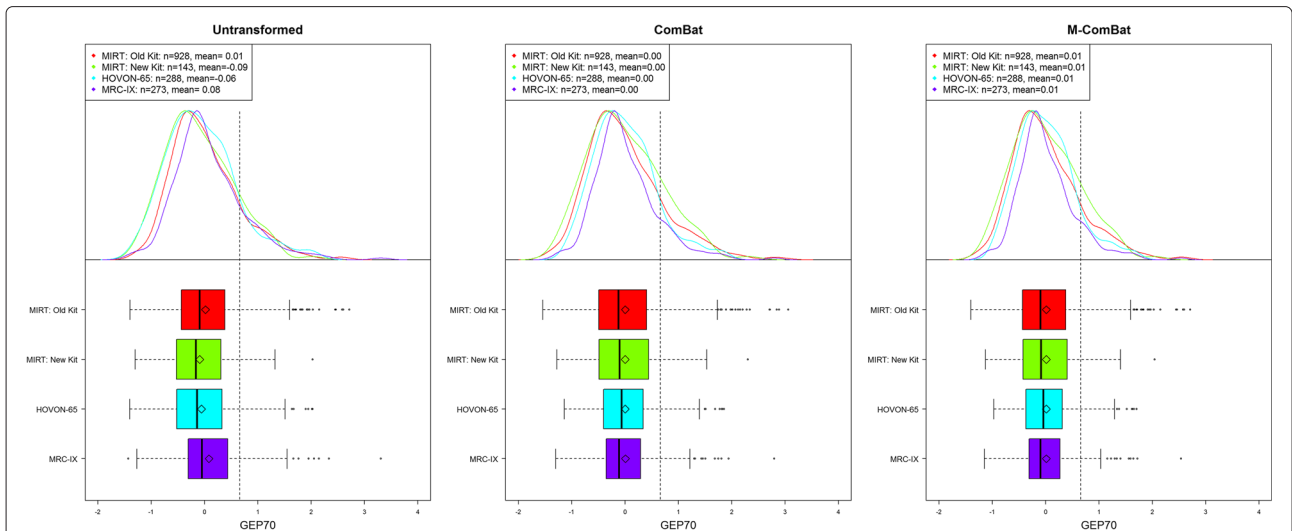 Untransformed
MIRT: Old Kit: n=928, mean= 0.01
MIRT: New Kit: n=143, mean=-0.09
HOVON-65: n=288, mean=-0.06
MRC-IX: n=273, mean= 0.08
MIRT: Old Kit
MIRT: New Kit
HOVON-65
MRC-IX
-2 -1 0 1 2 3 4
GEP70
ComBat
MIRT: Old Kit: n=928, mean=0.00
MIRT: New Kit: n=143, mean=0.00
HOVON-65: n=288, mean=0.00
MRC-IX: n=273, mean=0.00
MIRT: Old Kit
MIRT: New Kit
HOVON-65
MRC-IX
-2 -1 0 1 2 3 4
GEP70
M-ComBat
MIRT: Old Kit: n=928, mean=0.01
MIRT: New Kit: n=143, mean=0.01
HOVON-65: n=288, mean=0.01
MRC-IX: n=273, mean=0.01
MIRT: Old Kit
MIRT: New Kit
HOVON-65
MRC-IX
-2 -1 0 1 2 3 4
GEP70